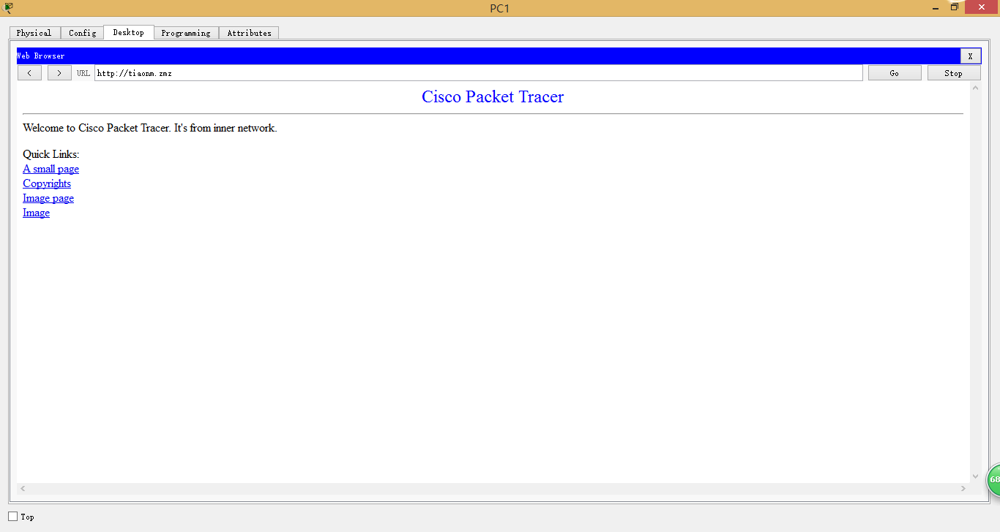 PC1
Physical Config Desktop Programming Attributes
Web Browser X
< > URL http://tiaonm.zmz Go Stop
Cisco Packet Tracer
Welcome to Cisco Packet Tracer. It's from inner network.
Quick Links:
A small page
Copyrights
Image page
Image
68
Top